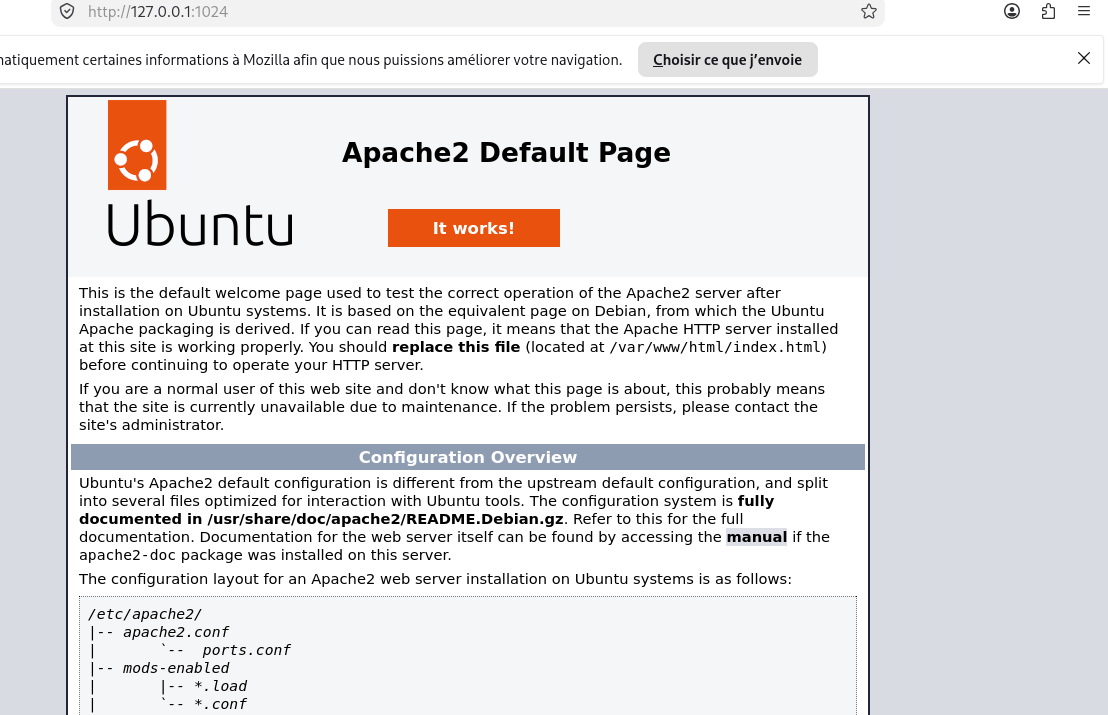 http://127.0.0.1:1024
matiquement certaines informations à Mozilla afin que nous puissions améliorer votre navigation.
Choisir ce que j’envoie
Ubuntu
Apache2 Default Page
It works!
This is the default welcome page used to test the correct operation of the Apache2 server after
installation on Ubuntu systems. It is based on the equivalent page on Debian, from which the Ubuntu
Apache packaging is derived. If you can read this page, it means that the Apache HTTP server installed
at this site is working properly. You should replace this file (located at /var/www/html/index.html)
before continuing to operate your HTTP server.
If you are a normal user of this web site and don't know what this page is about, this probably means
that the site is currently unavailable due to maintenance. If the problem persists, please contact the
site's administrator.
Configuration Overview
Ubuntu's Apache2 default configuration is different from the upstream default configuration, and split
into several files optimized for interaction with Ubuntu tools. The configuration system is fully
documented in /usr/share/doc/apache2/README.Debian.gz. Refer to this for the full
documentation. Documentation for the web server itself can be found by accessing the manual if the
apache2-doc package was installed on this server.
The configuration layout for an Apache2 web server installation on Ubuntu systems is as follows:
/etc/apache2/
|-- apache2.conf
|       `--  ports.conf
|-- mods-enabled
|       |-- *.load
|       `-- *.conf